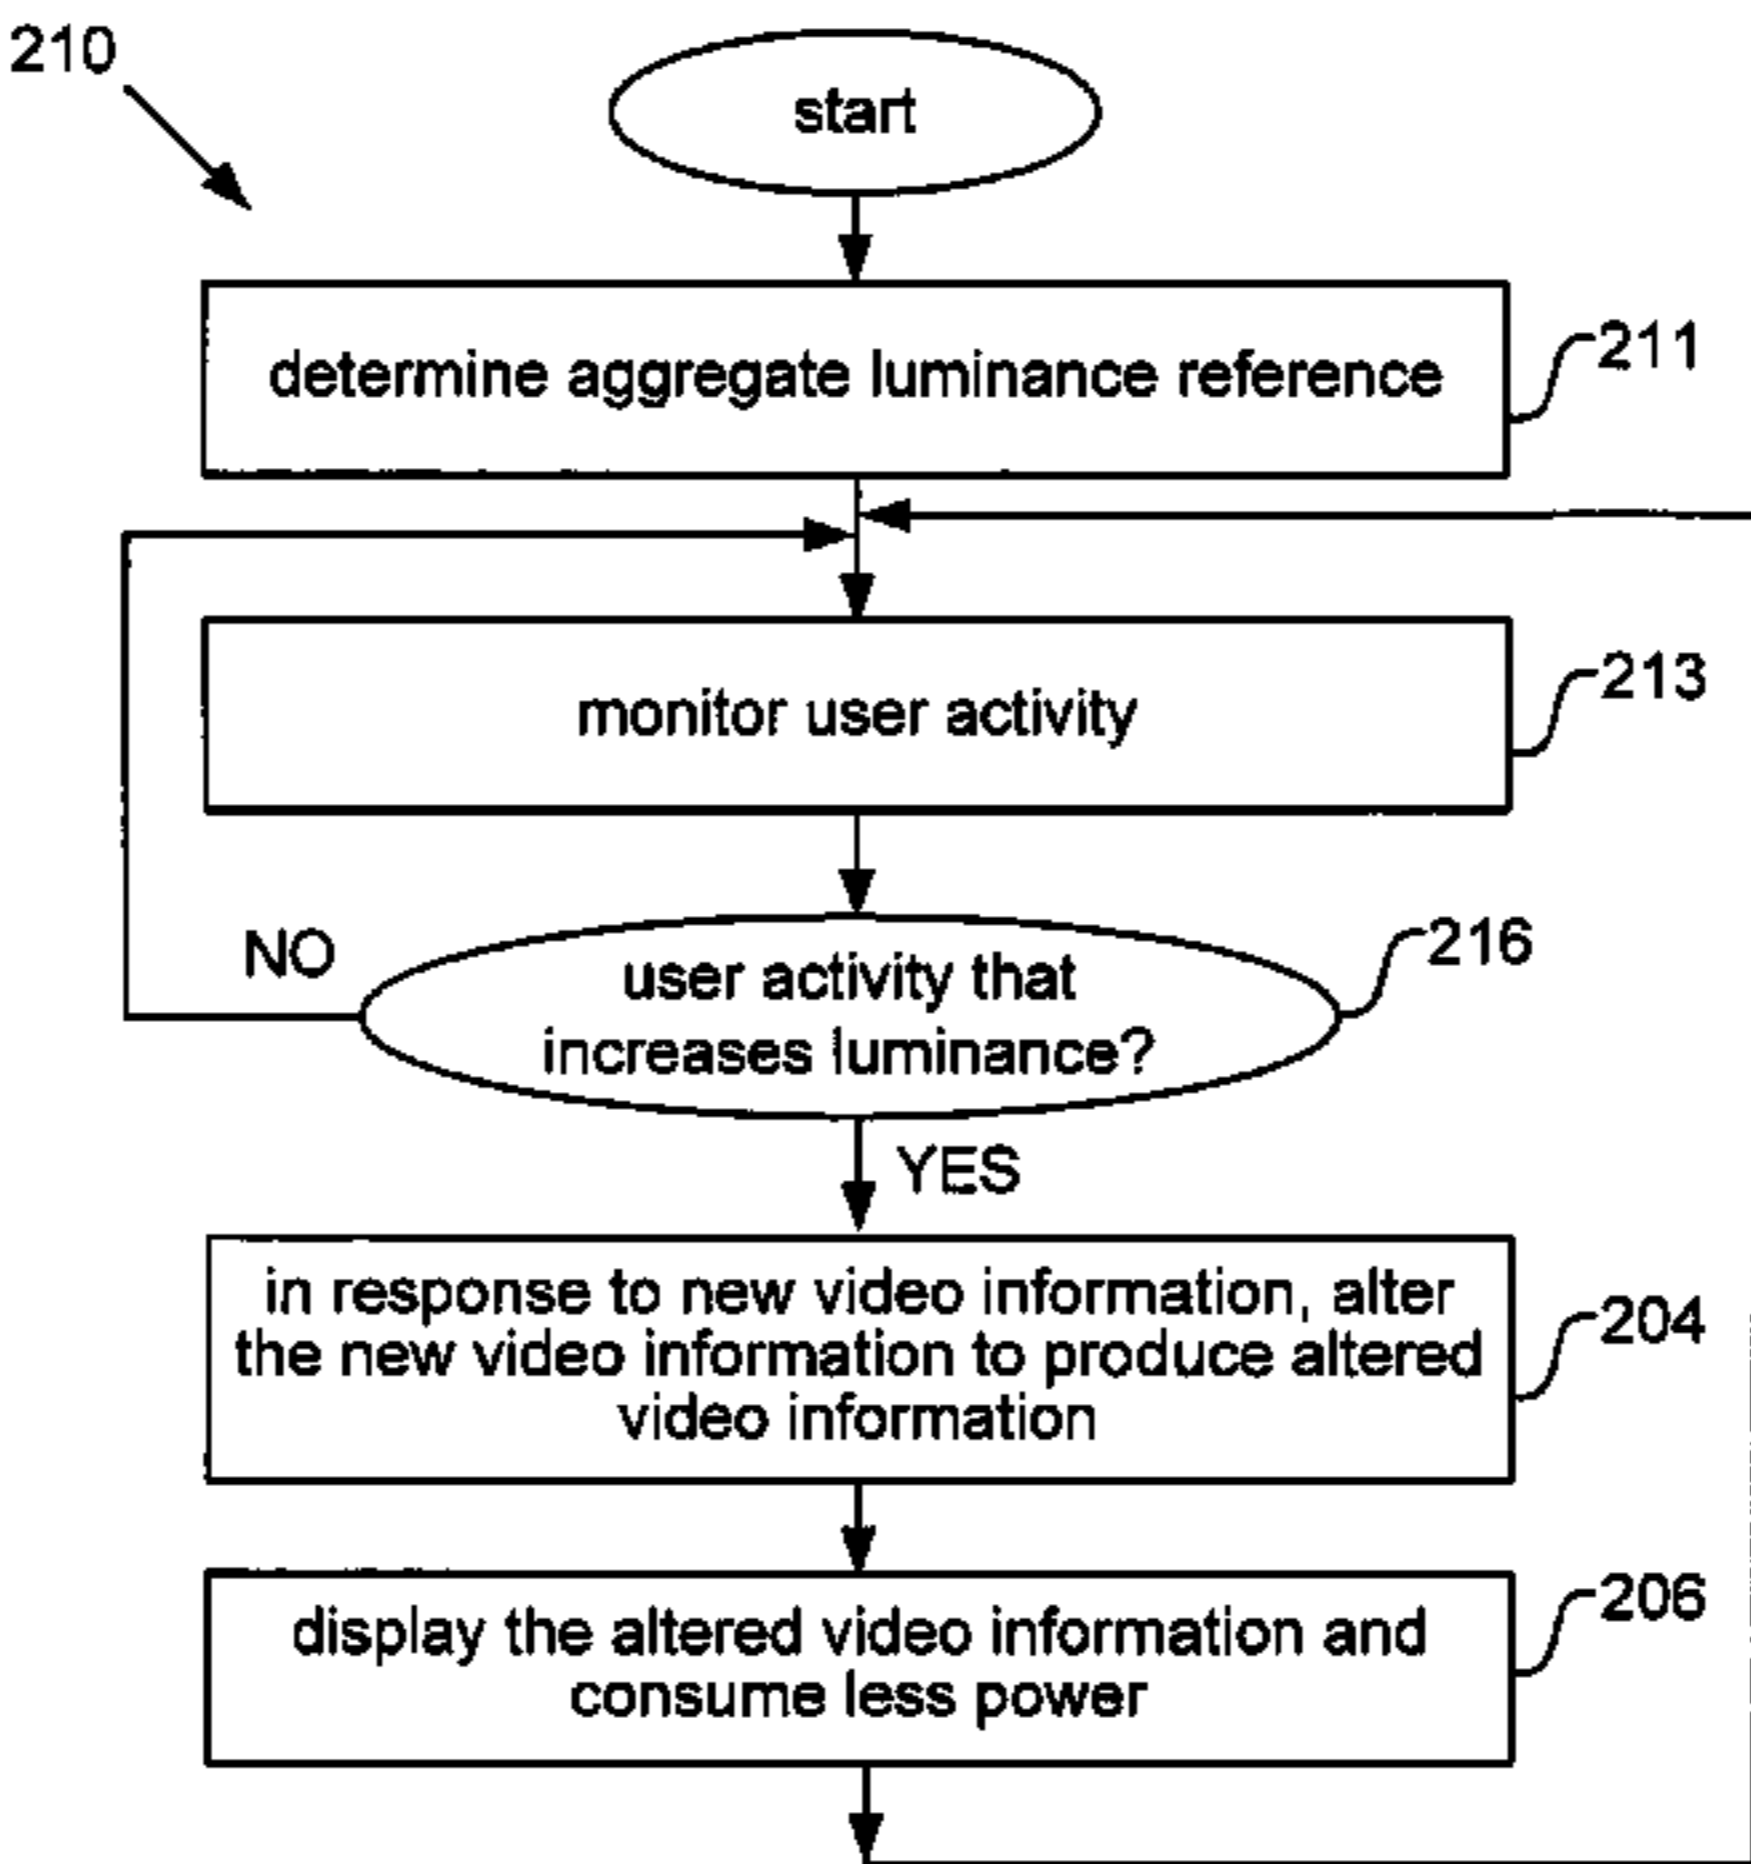 210
start
determine aggregate luminance reference
211
monitor user activity
213
NO
user activity that
increases luminance?
216
YES
in response to new video information, alter
the new video information to produce altered
video information
204
display the altered video information and
consume less power
206